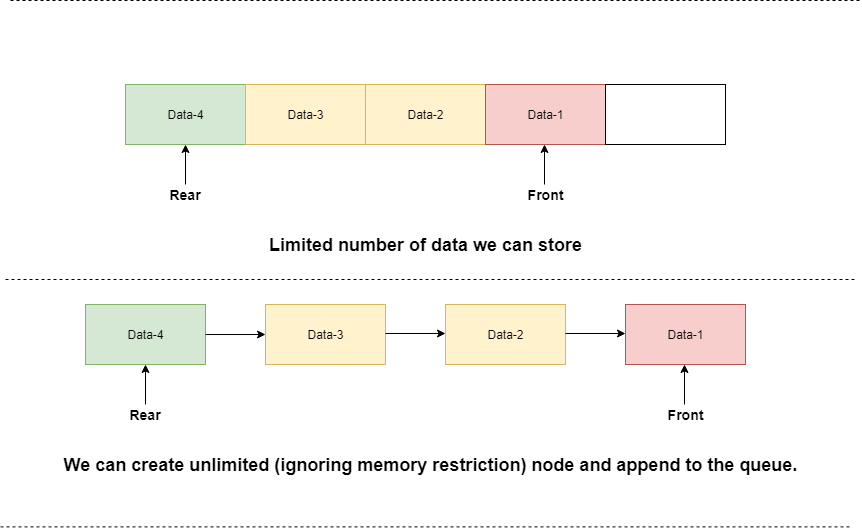 Data-4
Data-3
Data-2
Data-1
Rear
Front
Limited number of data we can store
Data-4
Data-3
Data-2
Data-1
Rear
Front
We can create unlimited (ignoring memory restriction) node and append to the queue.